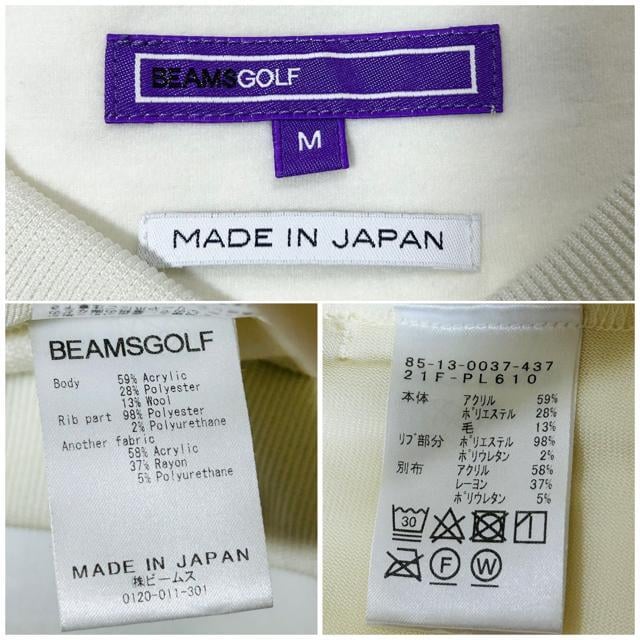 BEAMSGOLF
M
MADE IN JAPAN
BEAMSGOLF
Body 59% Acrylic
28% Polyester
13% Wool
Rib part 98% Polyester
2% Polyurethane
Another fabric
58% Acrylic
37% Rayon
5% Polyurethane
MADE IN JAPAN
㈱ビームス
0120-011-301
85-13-0037-437
21F-PL610
本体 アクリル 59%
ポリエステル 28%
毛 13%
リブ部分 ポリエステル 98%
ポリウレタン 2%
別布 アクリル 58%
レーヨン 37%
ポリウレタン 5%
30
F W